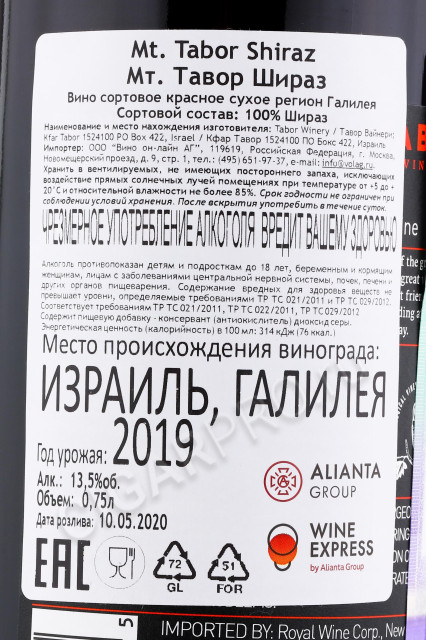 Mt. Tabor Shiraz
Мт. Тавор Шираз
Вино сортовое красное сухое регион Галилея
Сортовой состав: 100% Шираз
Наименование и место нахождения изготовителя: Tabor Winery / Тавор Вайнери;
Kfar Tabor 1524100 PO Box 422, Israel / Кфар Тавор 1524100 ПО Бокс 422, Израиль
Импортер: ООО "Вино он-лайн АГ", 119619, Российская Федерация, г. Москва,
Новомещерский проезд, д. 9, стр. 1, тел.: (495) 651-97-37, e-mail: info@volag.ru
Хранить в вентилируемых, не имеющих постороннего запаха, исключающих
воздействие прямых солнечных лучей помещениях при температуре от +5 до +
20°С и относительной влажности не более 85%. Срок годности не ограничен при
соблюдении условий хранения. После вскрытия употребить в течение суток.
ЧРЕЗМЕРНОЕ УПОТРЕБЛЕНИЕ АЛКОГОЛЯ ВРЕДИТ ВАШЕМУ ЗДОРОВЬЮ
Алкоголь противопоказан детям и подросткам до 18 лет, беременным и кормящим
женщинам, лицам с заболеваниями центральной нервной системы, почек, печени и
других органов пищеварения. Содержание вредных для здоровья веществ не
превышает уровни, определяемые требованиями ТР ТС 021/2011 и ТР ТС 029/2012.
Соответствует требованиям ТР ТС 021/2011, ТР ТС 022/2011, ТР ТС 029/2012
Содержит пищевую добавку - консервант (антиокислитель) диоксид серы.
Энергетическая ценность (калорийность) в 100 мл: 314 кДж (76 ккал.)
Место происхождения винограда:
ИЗРАИЛЬ, ГАЛИЛЕЯ
Год урожая: 2019
Алк.: 13,5%об.
Объем: 0,75л
Дата розлива: 10.05.2020
ALIANTA
GROUP
WINE
EXPRESS
by Alianta Group
EAC
72
GL
51
FOR
5
IMPORTED BY: Royal Wine Corp., New